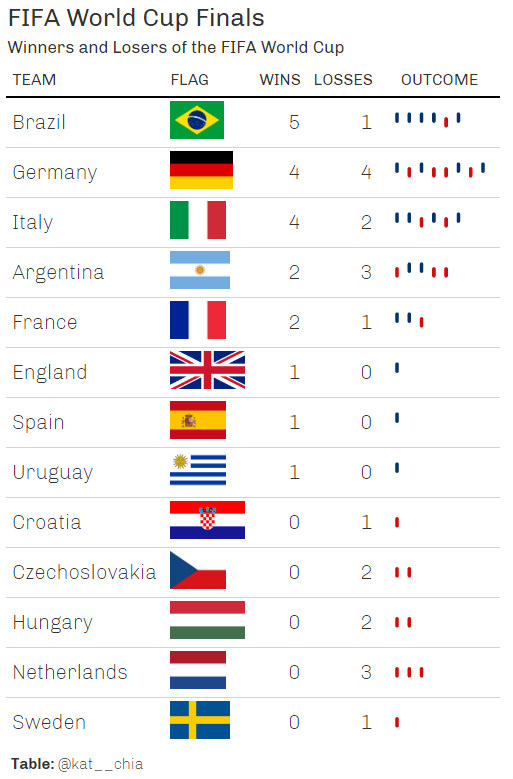 FIFA World Cup Finals
Winners and Losers of the FIFA World Cup
TEAM FLAG WINS LOSSES OUTCOME
Brazil 5 1
Germany 4 4
Italy 4 2
Argentina 2 3
France 2 1
England 1 0
Spain 1 0
Uruguay 1 0
Croatia 0 1
Czechoslovakia 0 2
Hungary 0 2
Netherlands 0 3
Sweden 0 1
Table: @kat__chia